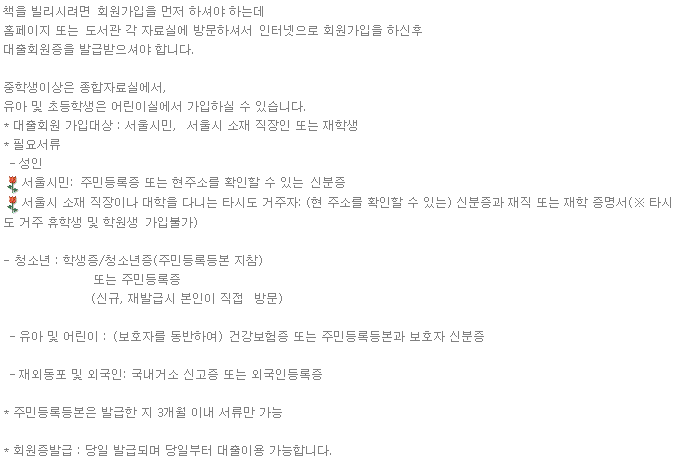 책을 빌리시려면 회원가입을 먼저 하셔야 하는데
홈페이지 또는 도서관 각 자료실에 방문하셔서 인터넷으로 회원가입을 하신후
대출회원증을 발급받으셔야 합니다.
중학생이상은 종합자료실에서,
유아 및 초등학생은 어린이실에서 가입하실 수 있습니다.
* 대출회원 가입대상 : 서울시민, 서울시 소재 직장인 또는 재학생
* 필요서류
- 성인
서울시민: 주민등록증 또는 현주소를 확인할 수 있는 신분증
서울시 소재 직장이나 대학을 다니는 타시도 거주자: (현 주소를 확인할 수 있는) 신분증과 재직 또는 재학 증명서(※ 타시
도 거주 휴학생 및 학원생 가입불가)
- 청소년 : 학생증/청소년증(주민등록등본 지참)
또는 주민등록증
(신규, 재발급시 본인이 직접 방문)
- 유아 및 어린이 : (보호자를 동반하여) 건강보험증 또는 주민등록등본과 보호자 신분증
- 재외동포 및 외국인: 국내거소 신고증 또는 외국인등록증
* 주민등록등본은 발급한 지 3개월 이내 서류만 가능
* 회원증발급 : 당일 발급되며 당일부터 대출이용 가능합니다.